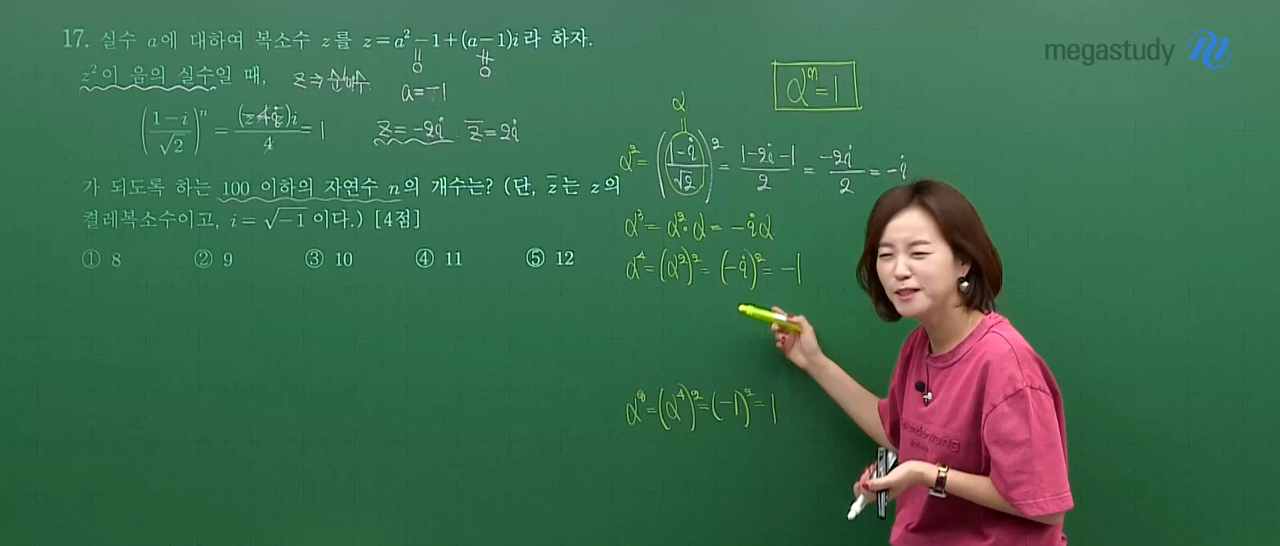 17. 실수 a에 대하여 복소수 z를 z=a²-1+(a-1)i라 하자.
0 0
z²이 음의 실수일 때, z ⇒ 순허수. a=-1
((1-i)/√2)ⁿ = i/4 = 1 z=-2i. z̄=2i
가 되도록 하는 100 이하의 자연수 n의 개수는? (단, z̄는 z의
켤레복소수이고, i=√-1 이다.) [4점]
① 8 ② 9 ③ 10 ④ 11 ⑤ 12
megastudy
αⁿ=1
α
α² = ((1-i)/√2)² = (1-2i-1)/2 = -2i/2 = -i
α³ = α²·α = -iα
α⁴ = (α²)² = (-i)² = -1
α⁸ = (α⁴)² = (-1)² = 1